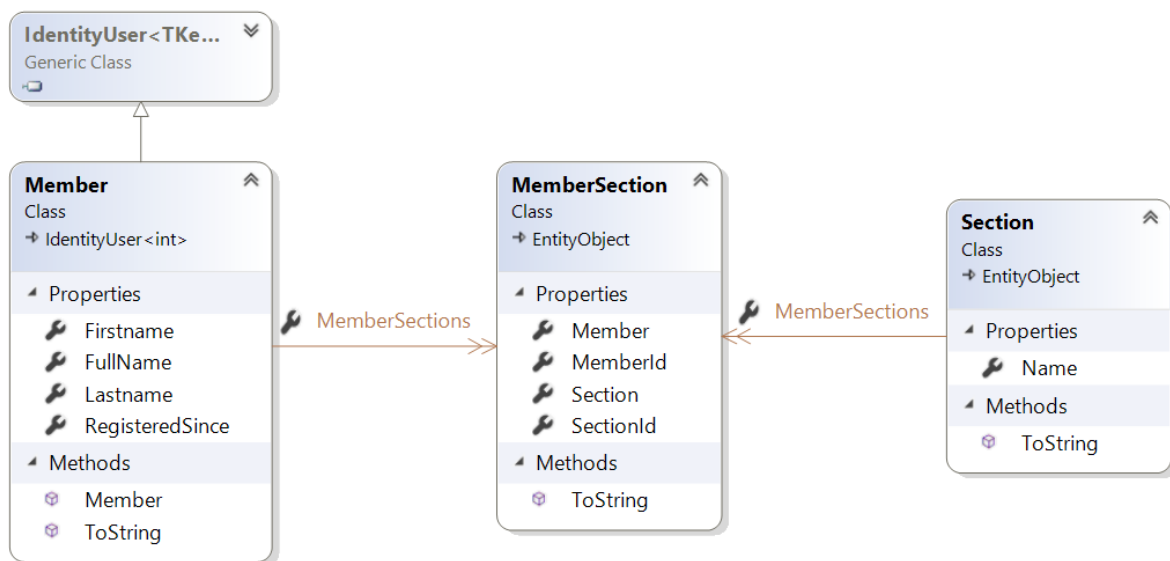 IdentityUser<TKe...
Generic Class
Member
Class
IdentityUser<int>
Properties
Firstname
FullName
Lastname
RegisteredSince
Methods
Member
ToString
MemberSections
MemberSection
Class
EntityObject
Properties
Member
MemberId
Section
SectionId
Methods
ToString
MemberSections
Section
Class
EntityObject
Properties
Name
Methods
ToString